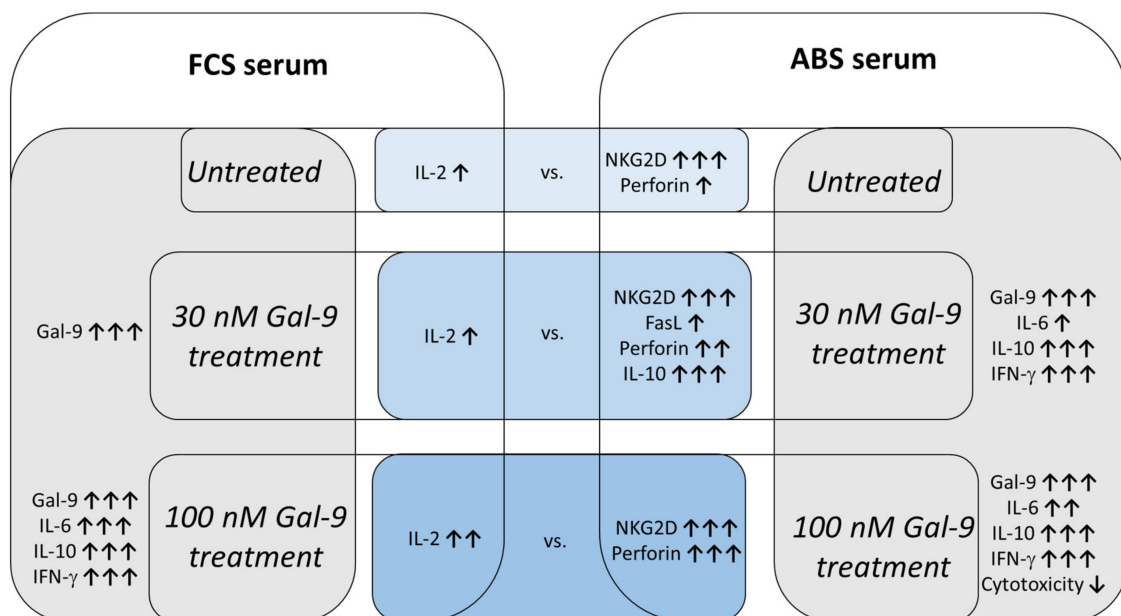 FCS serum
ABS serum
Untreated
IL-2 ↑
vs.
NKG2D ↑↑↑
Perforin ↑
Untreated
Gal-9 ↑↑↑
30 nM Gal-9
treatment
IL-2 ↑
vs.
NKG2D ↑↑↑
FasL ↑
Perforin ↑↑
IL-10 ↑↑↑
30 nM Gal-9
treatment
Gal-9 ↑↑↑
IL-6 ↑
IL-10 ↑↑↑
IFN-γ ↑↑↑
Gal-9 ↑↑↑
IL-6 ↑↑↑
IL-10 ↑↑↑
IFN-γ ↑↑↑
100 nM Gal-9
treatment
IL-2 ↑↑
vs.
NKG2D ↑↑↑
Perforin ↑↑↑
100 nM Gal-9
treatment
Gal-9 ↑↑↑
IL-6 ↑↑
IL-10 ↑↑↑
IFN-γ ↑↑↑
Cytotoxicity ↓